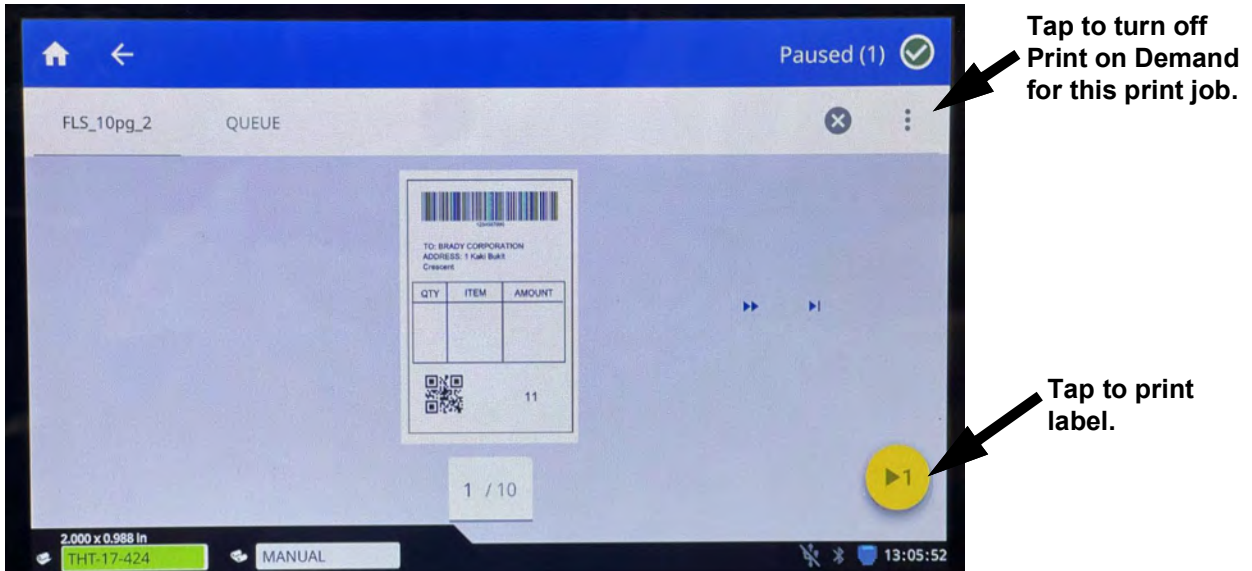 Tap to turn off
Print on Demand
for this print job.
Paused (1)
FLS_10pg_2 QUEUE
1234567890
TO: BRADY CORPORATION
ADDRESS: 1 Kaki Bukit
Crescent
QTY ITEM AMOUNT
11
Tap to print
label.
1
1 / 10
2.000 x 0.988 in
THT-17-424 MANUAL 13:05:52